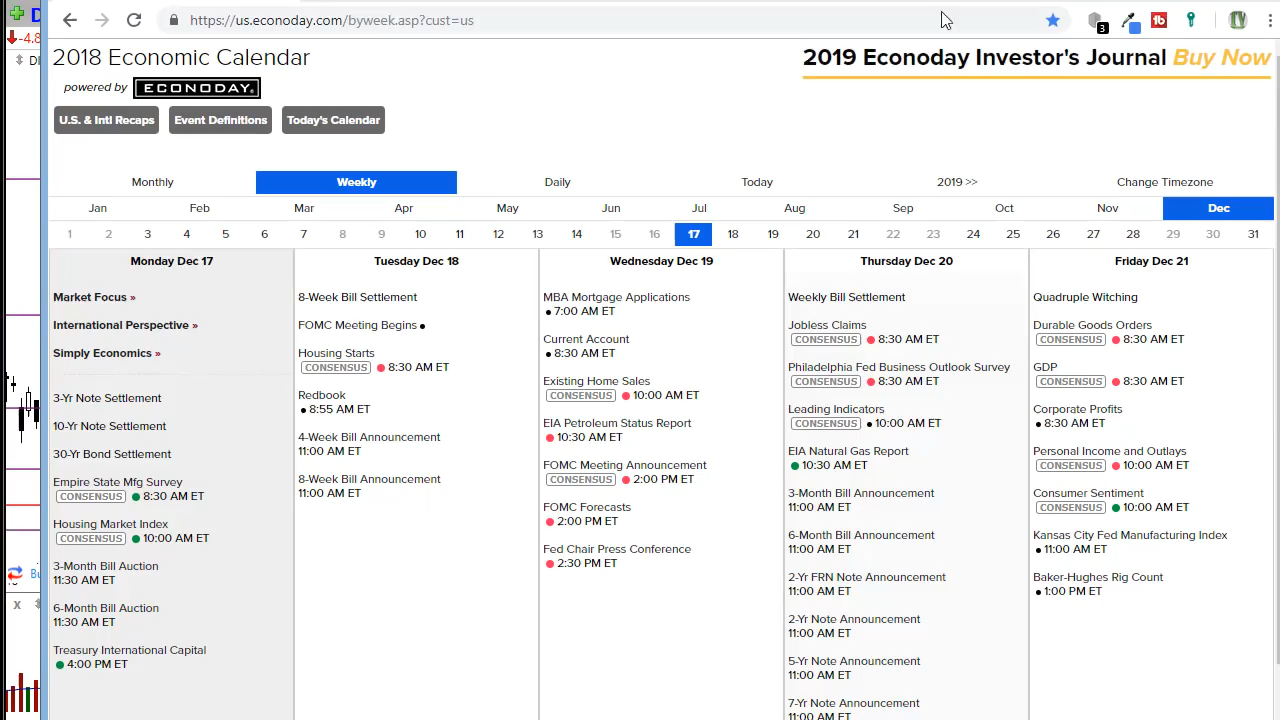 D
-4.8
DI
Bu
X
https://us.econoday.com/byweek.asp?cust=us
3
2018 Economic Calendar
powered by ECONODAY
2019 Econoday Investor's Journal Buy Now
U.S. & Intl Recaps
Event Definitions
Today's Calendar
Monthly
Weekly
Daily
Today
2019 >>
Change Timezone
Jan Feb Mar Apr May Jun Jul Aug Sep Oct Nov Dec
1 2 3 4 5 6 7 8 9 10 11 12 13 14 15 16 17 18 19 20 21 22 23 24 25 26 27 28 29 30 31
Monday Dec 17
Market Focus »
International Perspective »
Simply Economics »
3-Yr Note Settlement
10-Yr Note Settlement
30-Yr Bond Settlement
Empire State Mfg Survey
CONSENSUS ● 8:30 AM ET
Housing Market Index
CONSENSUS ● 10:00 AM ET
3-Month Bill Auction
11:30 AM ET
6-Month Bill Auction
11:30 AM ET
Treasury International Capital
● 4:00 PM ET
Tuesday Dec 18
8-Week Bill Settlement
FOMC Meeting Begins ●
Housing Starts
CONSENSUS ● 8:30 AM ET
Redbook
● 8:55 AM ET
4-Week Bill Announcement
11:00 AM ET
8-Week Bill Announcement
11:00 AM ET
Wednesday Dec 19
MBA Mortgage Applications
● 7:00 AM ET
Current Account
● 8:30 AM ET
Existing Home Sales
CONSENSUS ● 10:00 AM ET
EIA Petroleum Status Report
● 10:30 AM ET
FOMC Meeting Announcement
CONSENSUS ● 2:00 PM ET
FOMC Forecasts
● 2:00 PM ET
Fed Chair Press Conference
● 2:30 PM ET
Thursday Dec 20
Weekly Bill Settlement
Jobless Claims
CONSENSUS ● 8:30 AM ET
Philadelphia Fed Business Outlook Survey
CONSENSUS ● 8:30 AM ET
Leading Indicators
CONSENSUS ● 10:00 AM ET
EIA Natural Gas Report
● 10:30 AM ET
3-Month Bill Announcement
11:00 AM ET
6-Month Bill Announcement
11:00 AM ET
2-Yr FRN Note Announcement
11:00 AM ET
2-Yr Note Announcement
11:00 AM ET
5-Yr Note Announcement
11:00 AM ET
7-Yr Note Announcement
11:00 AM ET
Friday Dec 21
Quadruple Witching
Durable Goods Orders
CONSENSUS ● 8:30 AM ET
GDP
CONSENSUS ● 8:30 AM ET
Corporate Profits
● 8:30 AM ET
Personal Income and Outlays
CONSENSUS ● 10:00 AM ET
Consumer Sentiment
CONSENSUS ● 10:00 AM ET
Kansas City Fed Manufacturing Index
● 11:00 AM ET
Baker-Hughes Rig Count
● 1:00 PM ET